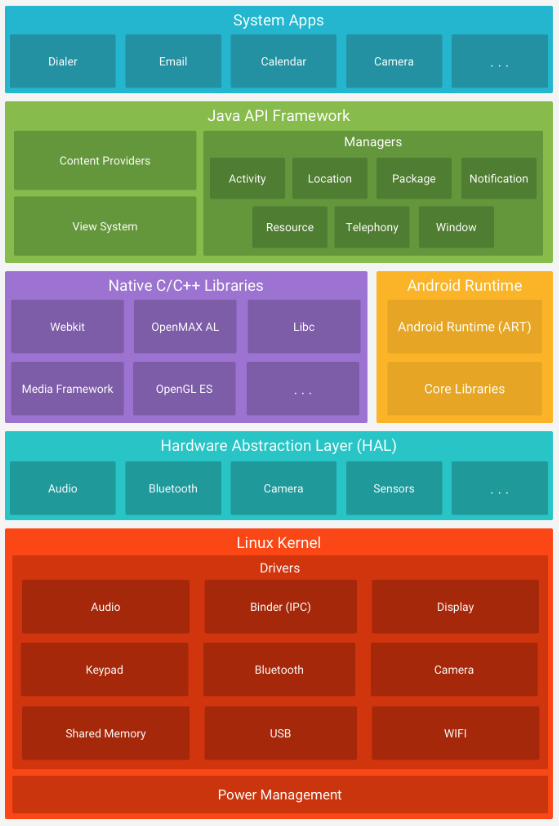 System Apps
Dialer
Email
Calendar
Camera
. . .
Java API Framework
Content Providers
View System
Managers
Activity
Location
Package
Notification
Resource
Telephony
Window
Native C/C++ Libraries
Webkit
OpenMAX AL
Libc
Media Framework
OpenGL ES
. . .
Android Runtime
Android Runtime (ART)
Core Libraries
Hardware Abstraction Layer (HAL)
Audio
Bluetooth
Camera
Sensors
. . .
Linux Kernel
Drivers
Audio
Binder (IPC)
Display
Keypad
Bluetooth
Camera
Shared Memory
USB
WIFI
Power Management